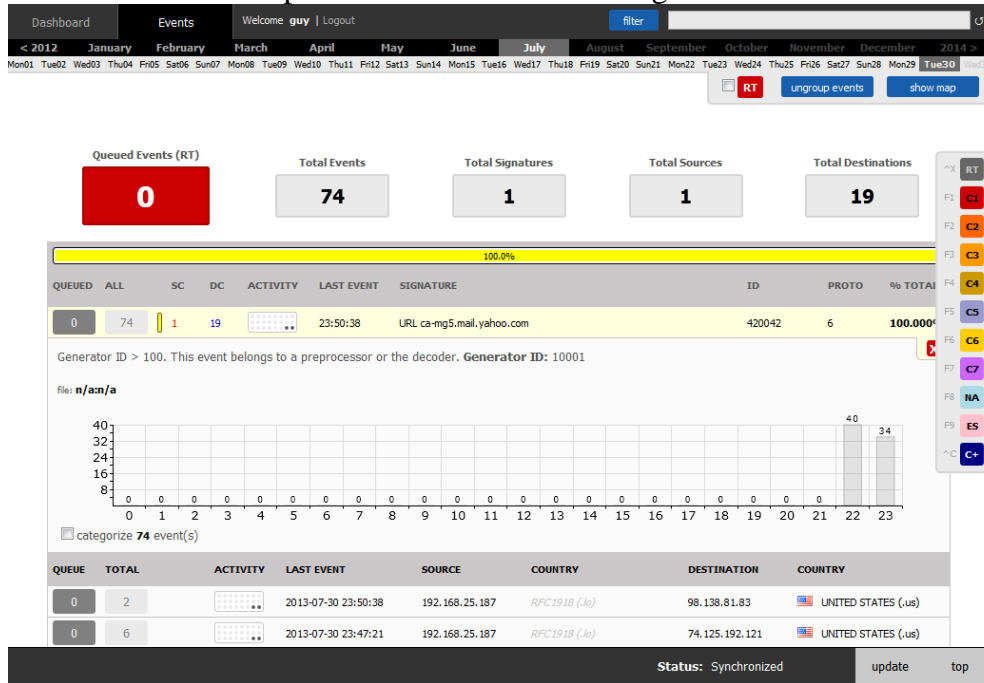 Dashboard Events Welcome guy | Logout filter
< 2012 January February March April May June July August September October November December 2014 >
Mon01 Tue02 Wed03 Thu04 Fri05 Sat06 Sun07 Mon08 Tue09 Wed10 Thu11 Fri12 Sat13 Sun14 Mon15 Tue16 Wed17 Thu18 Fri19 Sat20 Sun21 Mon22 Tue23 Wed24 Thu25 Fri26 Sat27 Sun28 Mon29 Tue30
RT ungroup events show map
Queued Events (RT) Total Events Total Signatures Total Sources Total Destinations
0 74 1 1 19
^X RT
F1 C1
F2 C2
F3 C3
F4 C4
F5 C5
F6 C6
F7 C7
F8 NA
F9 ES
^C C+
100.0%
QUEUED ALL SC DC ACTIVITY LAST EVENT SIGNATURE ID PROTO % TOTAL
0 74 1 19 23:50:38 URL ca-mg5.mail.yahoo.com 420042 6 100.000%
Generator ID > 100. This event belongs to a preprocessor or the decoder. Generator ID: 10001
X
file: n/a:n/a
40
32
24
16
8
0 0 0 0 0 0 0 0 0 0 0 0 0 0 0 0 0 0 0 0 0 0 40 34
0 1 2 3 4 5 6 7 8 9 10 11 12 13 14 15 16 17 18 19 20 21 22 23
categorize 74 event(s)
QUEUE TOTAL ACTIVITY LAST EVENT SOURCE COUNTRY DESTINATION COUNTRY
0 2 2013-07-30 23:50:38 192.168.25.187 RFC1918 (.lo) 98.138.81.83 UNITED STATES (.us)
0 6 2013-07-30 23:47:21 192.168.25.187 RFC1918 (.lo) 74.125.192.121 UNITED STATES (.us)
Status: Synchronized update top